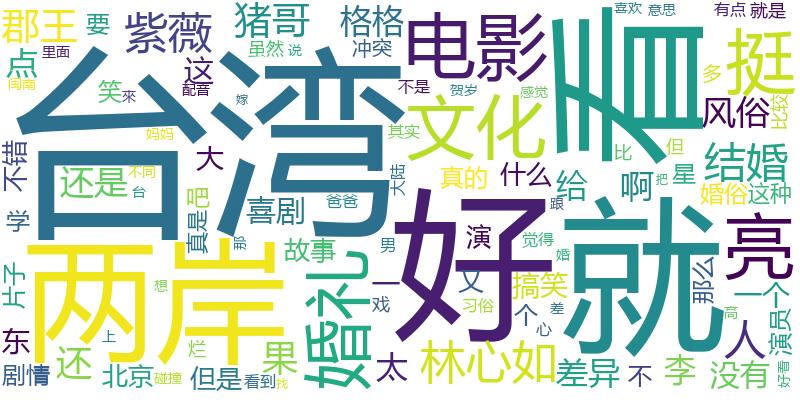 郡王
要
紫薇
猪哥
格格
电影
看
喜欢
意思
有点
就是
点
里面
这
虽然
说
冲突
挺
闽南
笑
來
配音
台湾
不是
贺岁
感觉
多
比较
文化
风俗
妈妈
嫁
其实
比
但
不错
大
还是
不同
台
吧
真是
喜剧
爸爸
大陆
真的
什么
给
啊
星
把
结婚
婚俗
这种
学
两岸
那
故事
男
好
演
跟
觉得
婚
就
亮
那么
片子
想
婚礼
一
戏
又
习俗
搞笑
个
差
心
高
一个
人
演员
东
上
还
烂
果
太
林心如
差异
不
李
没有
好看
剧情
北京
碰撞
但是
看到
找